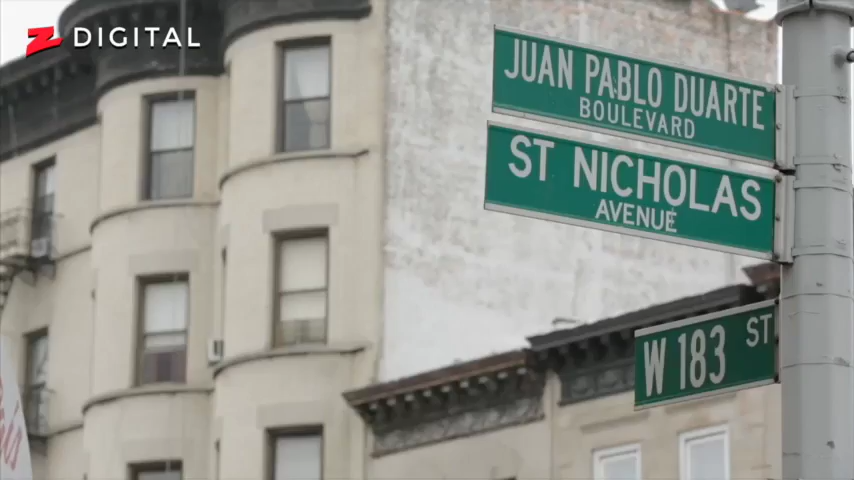 Z DIGITAL
JUAN PABLO DUARTE
BOULEVARD
ST NICHOLAS
AVENUE
W 183 ST